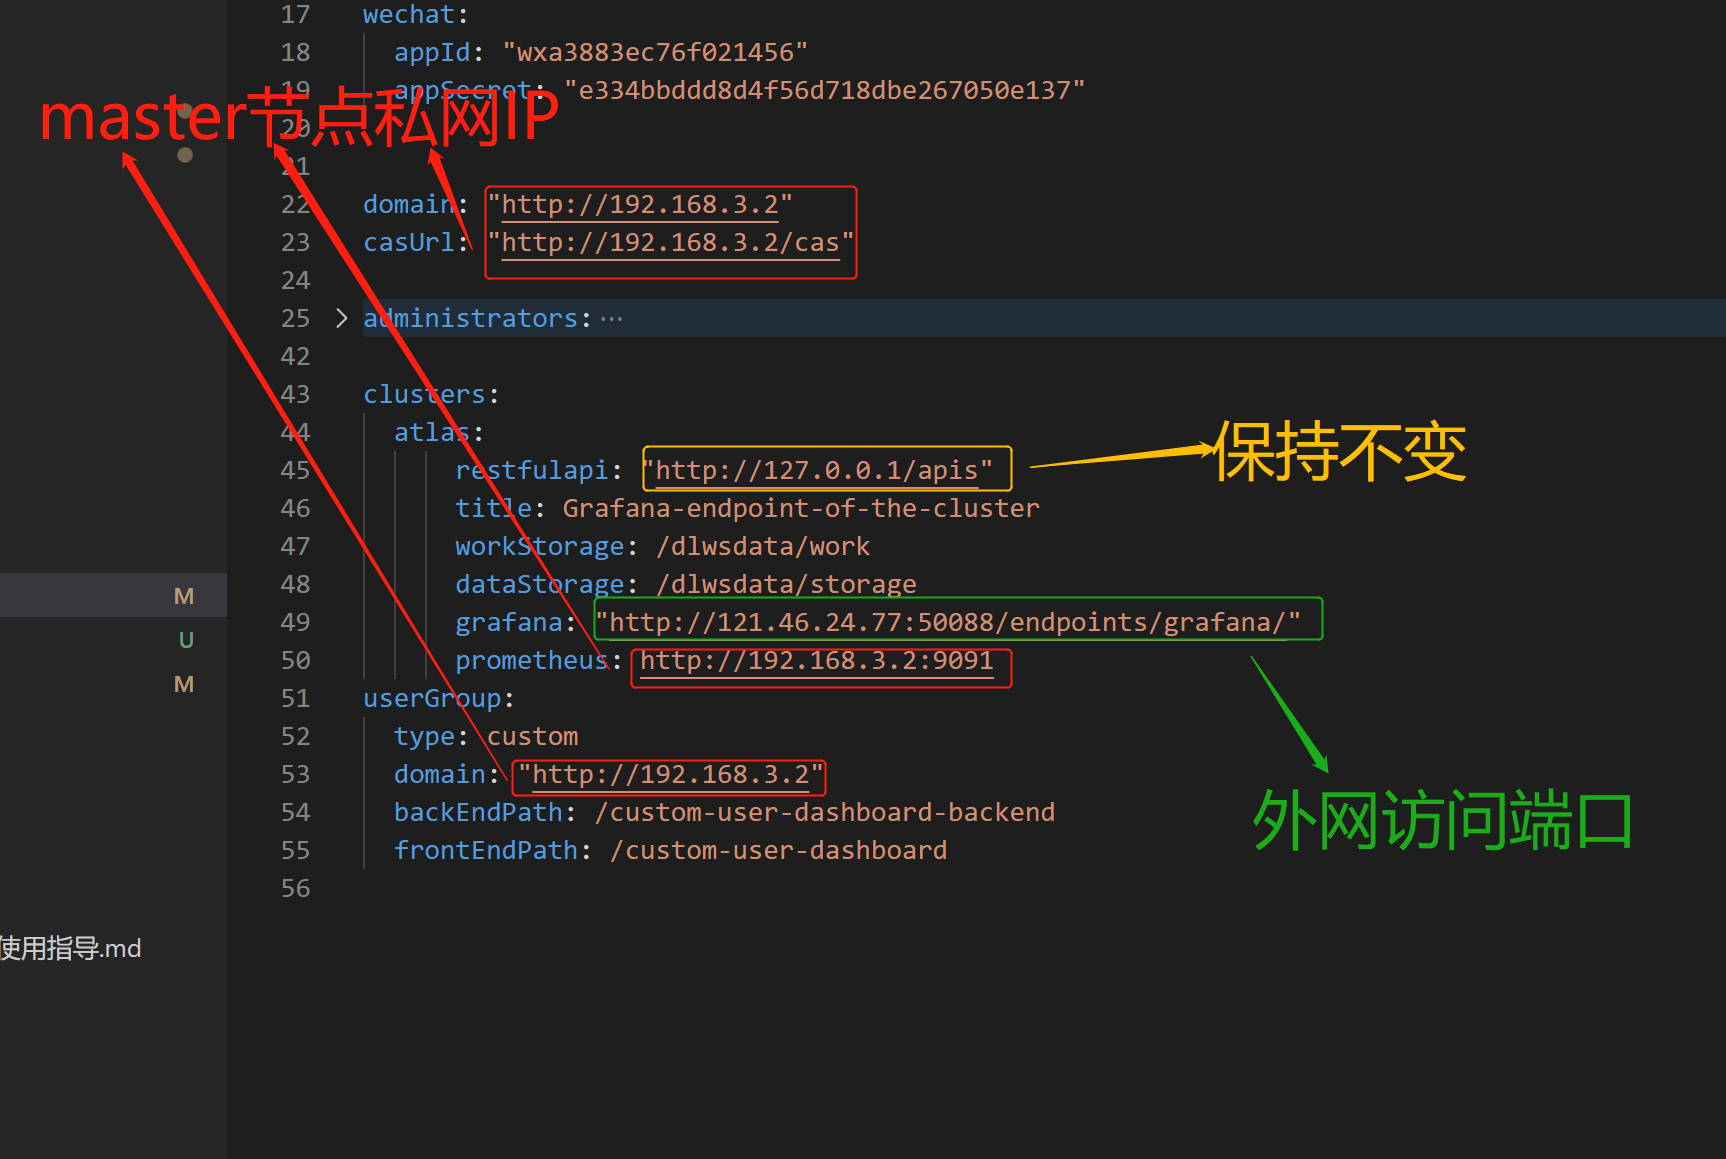 17 wechat:
18 appId: "wxa3883ec76f021456"
19 appSecret: "e334bbddd8d4f56d718dbe267050e137"
master节点私网IP
20
21
22 domain: "http://192.168.3.2"
23 casUrl: "http://192.168.3.2/cas"
24
25 administrators: ···
42
43 clusters:
44 atlas:
45 restfulapi: "http://127.0.0.1/apis"
保持不变
46 title: Grafana-endpoint-of-the-cluster
47 workStorage: /dlwsdata/work
48 dataStorage: /dlwsdata/storage
M
49 grafana: "http://121.46.24.77:50088/endpoints/grafana/"
U
50 prometheus: http://192.168.3.2:9091
M
51 userGroup:
52 type: custom
53 domain: "http://192.168.3.2"
54 backEndPath: /custom-user-dashboard-backend
外网访问端口
55 frontEndPath: /custom-user-dashboard
56
使用指导.md